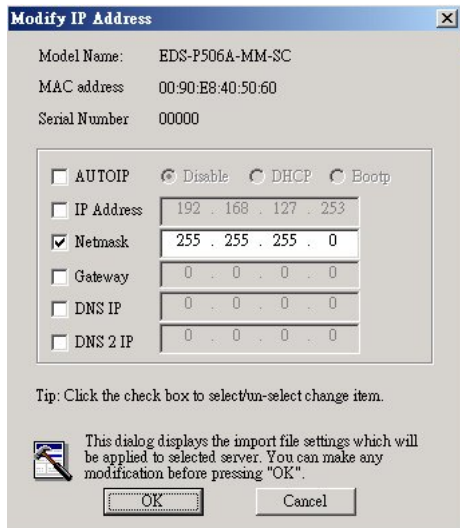 Modify IP Address
Model Name: EDS-P506A-MM-SC
MAC address 00:90:E8:40:50:60
Serial Number 00000
AUTOIP Disable DHCP Bootp
IP Address 192 . 168 . 127 . 253
Netmask 255 . 255 . 255 . 0
Gateway 0 . 0 . 0 . 0
DNS IP 0 . 0 . 0 . 0
DNS 2 IP 0 . 0 . 0 . 0
Tip: Click the check box to select/un-select change item.
This dialog displays the import file settings which will
be applied to selected server. You can make any
modification before pressing "OK".
OK Cancel